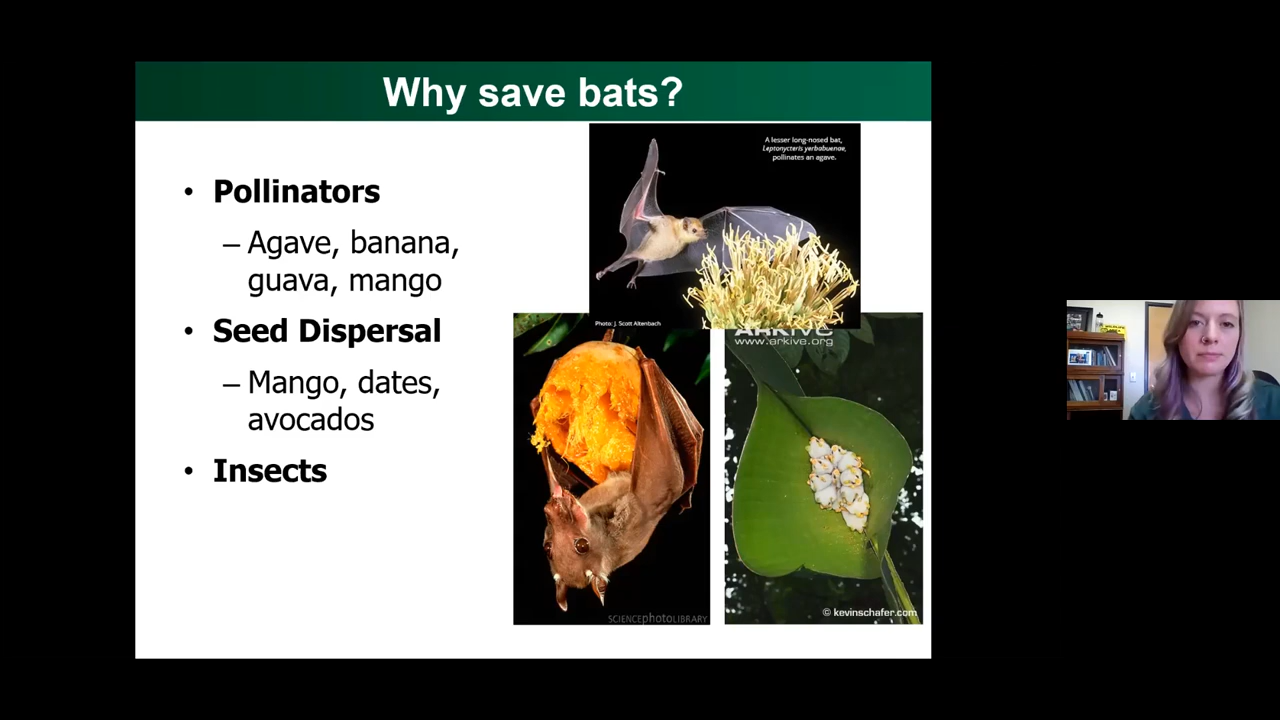 Why save bats?
• Pollinators
– Agave, banana,
guava, mango
• Seed Dispersal
– Mango, dates,
avocados
• Insects
A lesser long-nosed bat,
Leptonycteris yerbabuenae,
pollinates an agave.
Photo: J. Scott Altenbach
ARKIVE
www.arkive.org
SCIENCEPHOTOLIBRARY
© kevinschafer.com